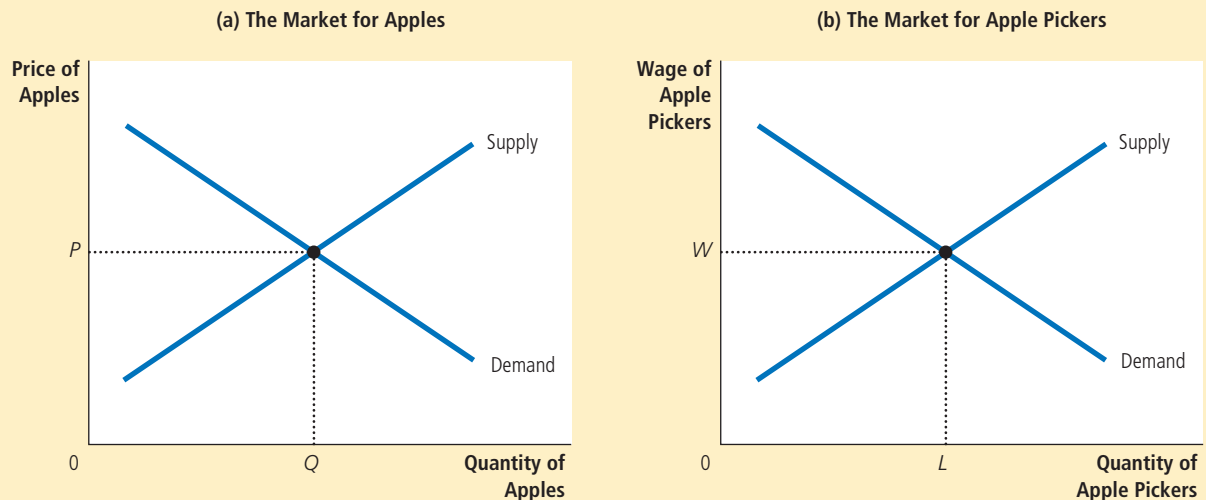 (a) The Market for Apples
Price of
Apples
Supply
P
Demand
0
Q
Quantity of
Apples
(b) The Market for Apple Pickers
Wage of
Apple
Pickers
Supply
W
Demand
0
L
Quantity of
Apple Pickers